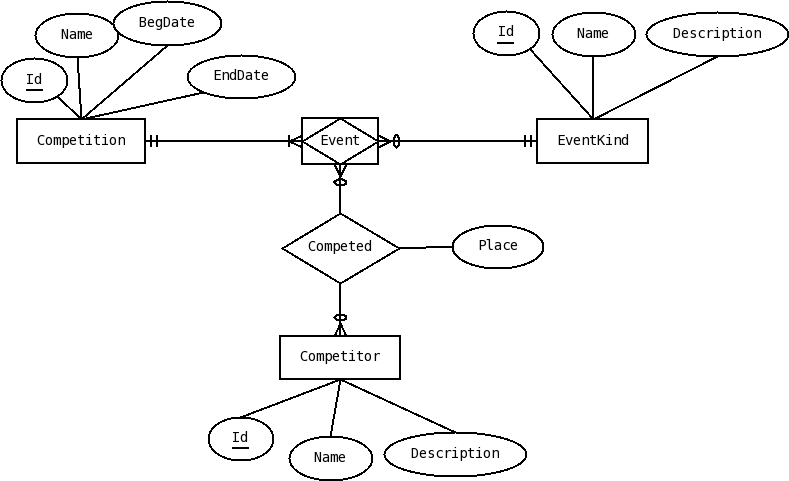 BegDate
Name
Id
EndDate
Id
Name
Description
Competition
Event
EventKind
Competed
Place
Competitor
Id
Name
Description